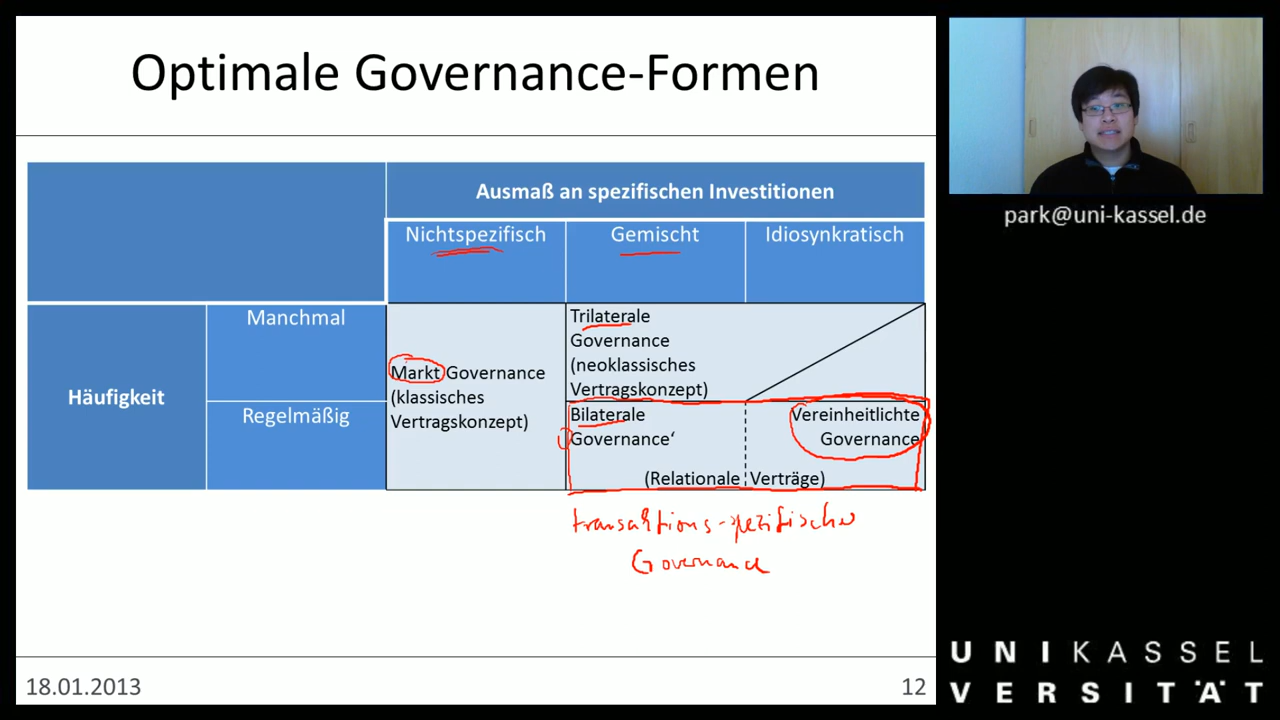 Optimale Governance-Formen
park@uni-kassel.de
Ausmaß an spezifischen Investitionen
Nichtspezifisch
Gemischt
Idiosynkratisch
Häufigkeit
Manchmal
Regelmäßig
Markt Governance
(klassisches
Vertragskonzept)
Trilaterale
Governance
(neoklassisches
Vertragskonzept)
Bilaterale
Governance‘
Vereinheitlichte
Governance
(Relationale Verträge)
transaktions-spezifische
Governance
18.01.2013
12
UNIKASSEL
VERSITÄT